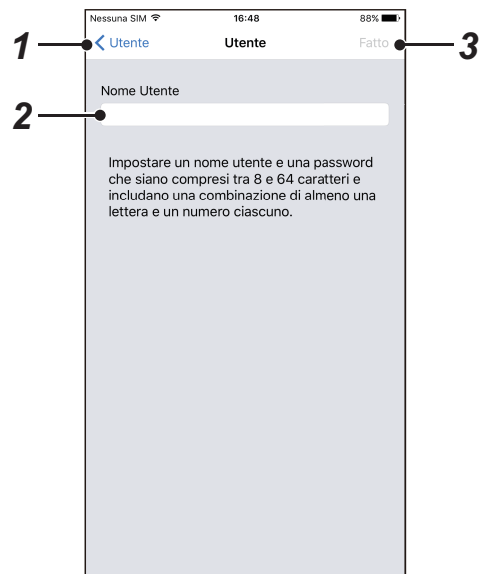 Nessuna SIM 16:48 88%
1 Utente Utente Fatto 3
Nome Utente
2
Impostare un nome utente e una password
che siano compresi tra 8 e 64 caratteri e
includano una combinazione di almeno una
lettera e un numero ciascuno.